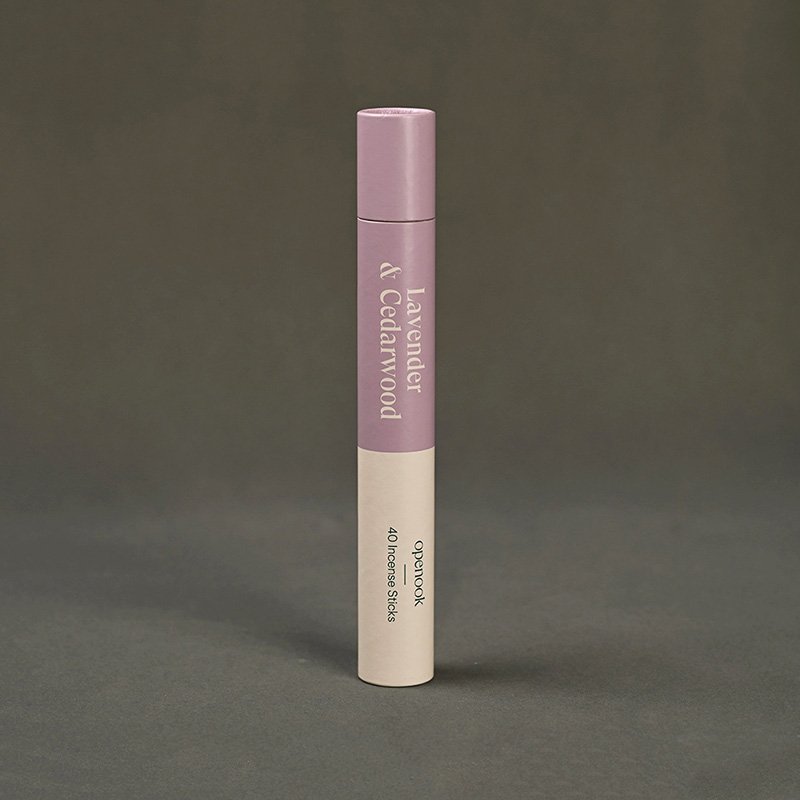 Lavender
& Cedarwood
openook
40 Incense Sticks